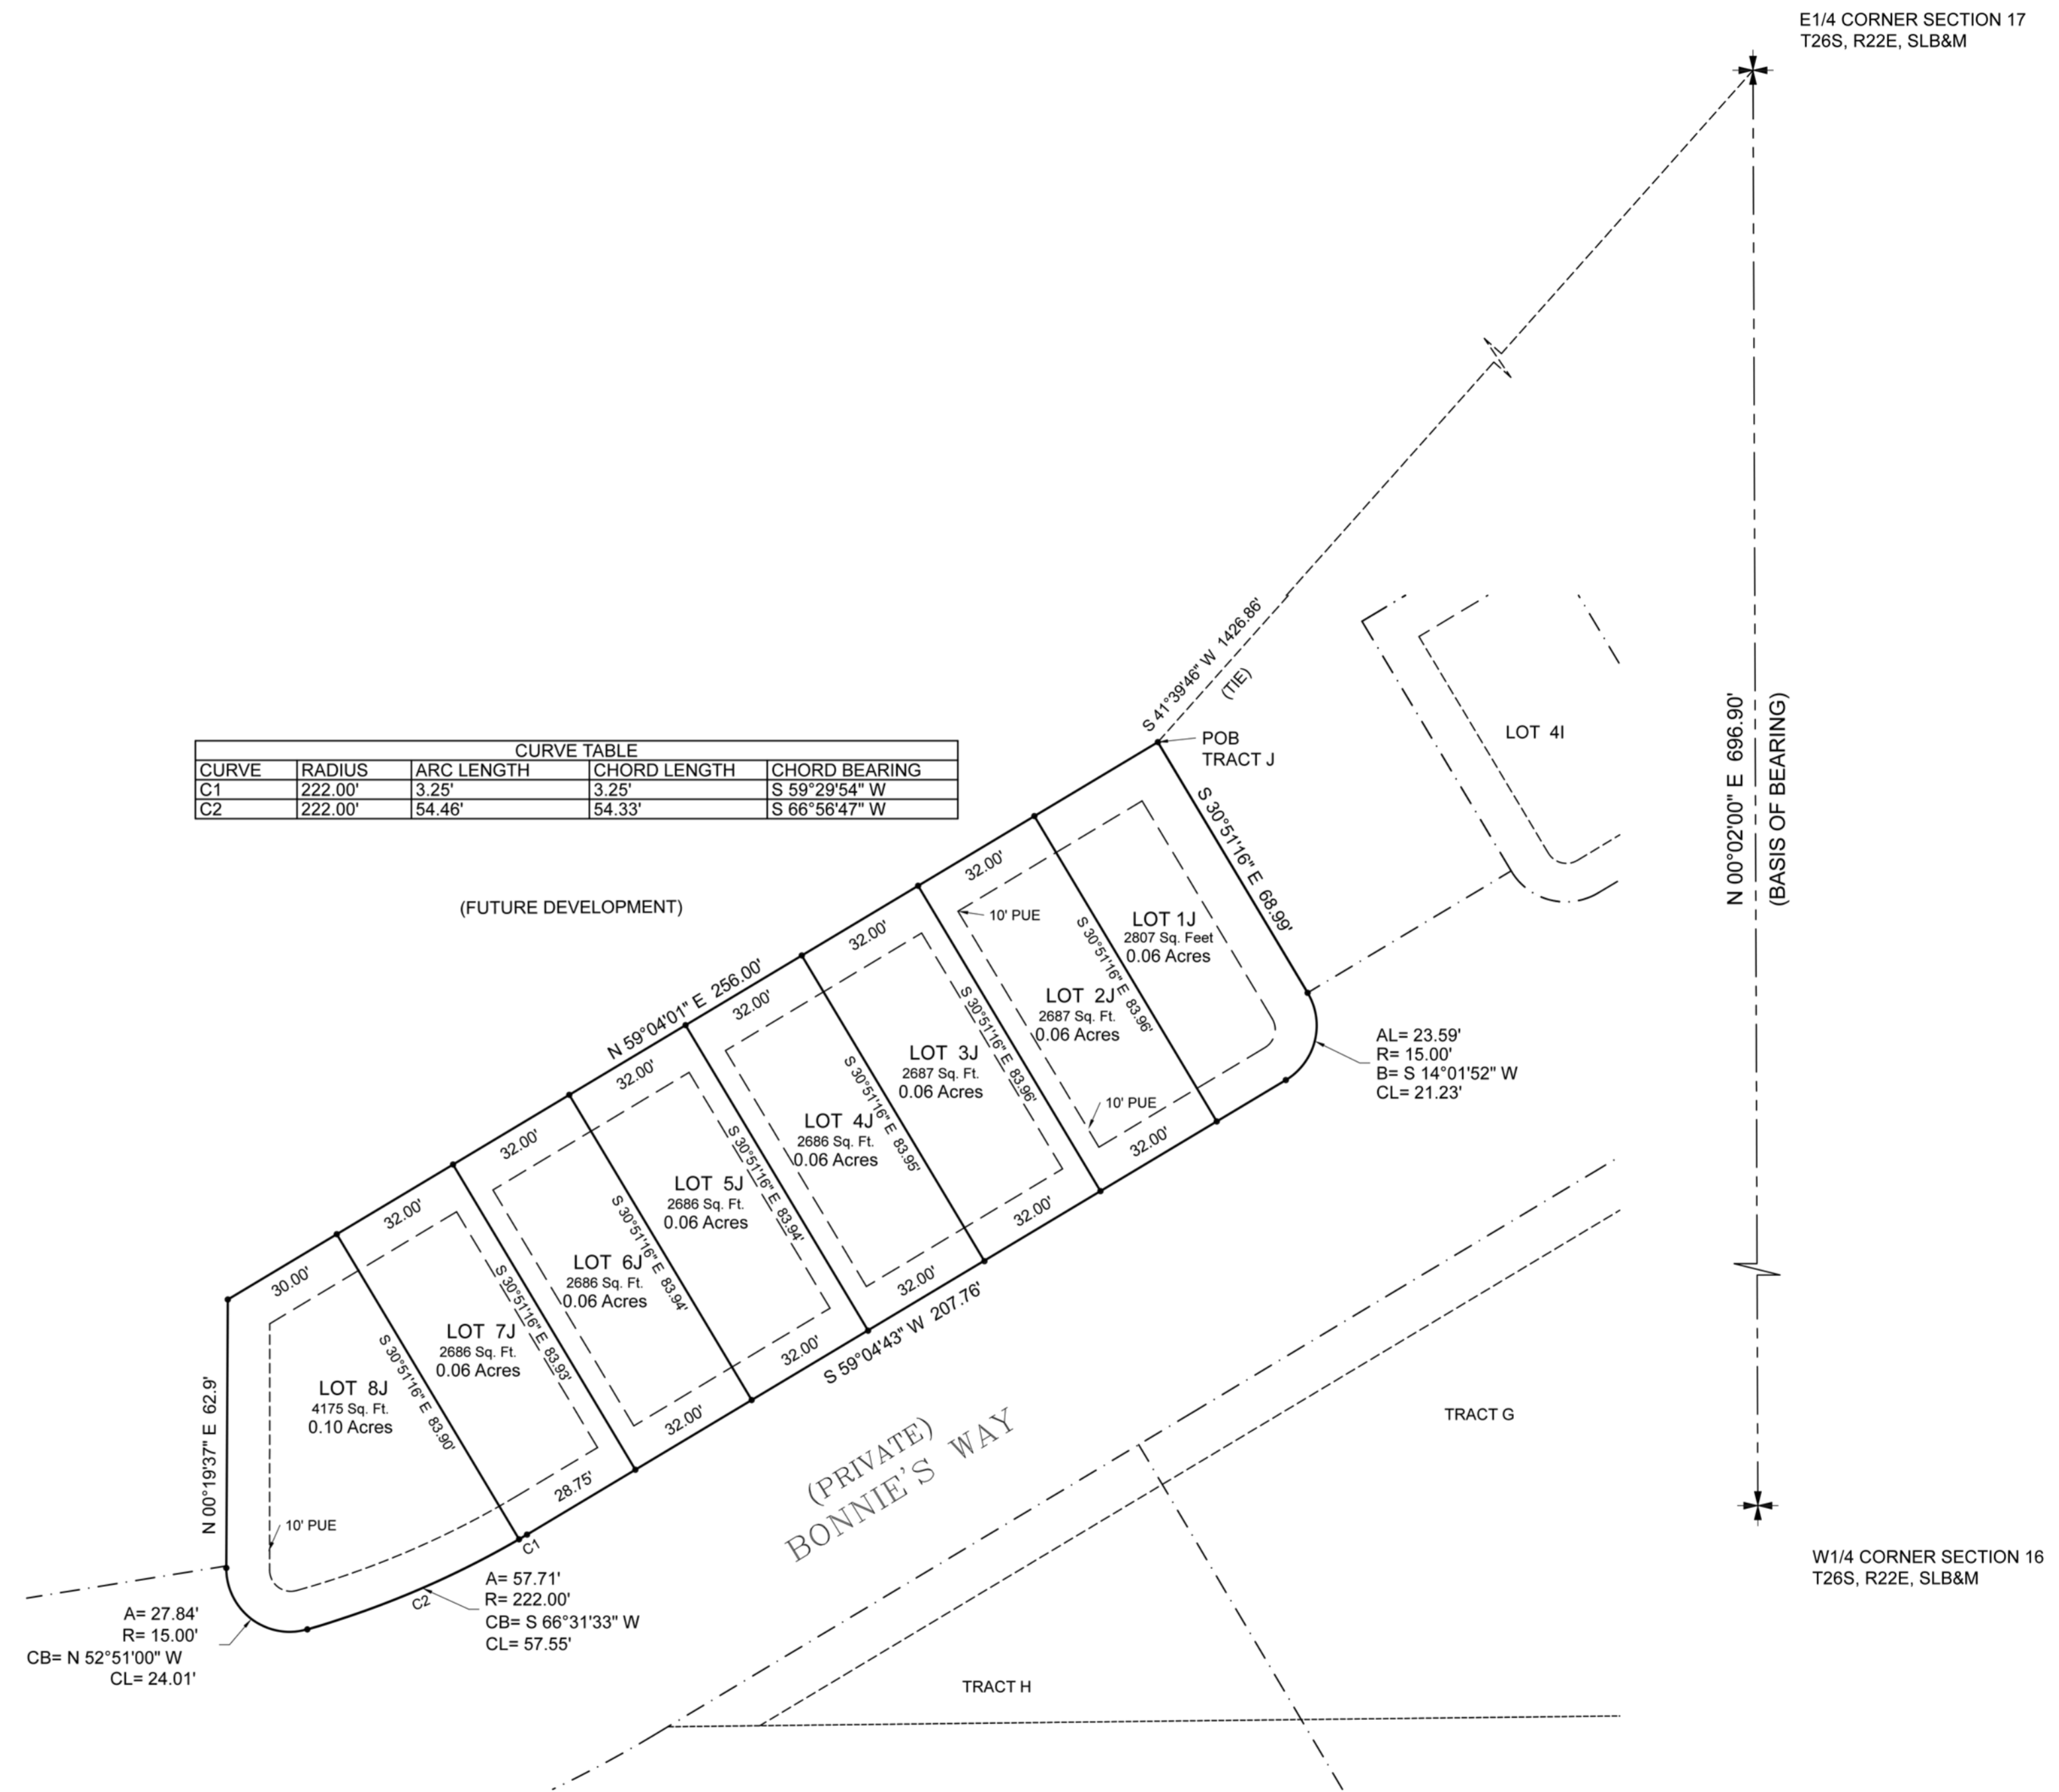 E1/4 CORNER SECTION 17
T26S, R22E, SLB&M
S 41°39'46" W 1426.86'
(TIE)
POB
TRACT J
LOT 4I
N 00°02'00" E 696.90'
(BASIS OF BEARING)
CURVE TABLE
CURVE RADIUS ARC LENGTH CHORD LENGTH CHORD BEARING
C1 222.00' 3.25' 3.25' S 59°29'54" W
C2 222.00' 54.46' 54.33' S 66°56'47" W
(FUTURE DEVELOPMENT)
N 59°04'01" E 256.00'
S 30°51'16" E 68.99'
32.00'
32.00'
32.00'
32.00'
32.00'
32.00'
30.00'
10' PUE
LOT 1J
2807 Sq. Feet
0.06 Acres
S 30°51'16" E 83.96'
LOT 2J
2687 Sq. Ft.
0.06 Acres
S 30°51'16" E 83.96'
10' PUE
LOT 3J
2687 Sq. Ft.
0.06 Acres
S 30°51'16" E 83.95'
LOT 4J
2686 Sq. Ft.
0.06 Acres
S 30°51'16" E 83.94'
LOT 5J
2686 Sq. Ft.
0.06 Acres
S 30°51'16" E 83.94'
LOT 6J
2686 Sq. Ft.
0.06 Acres
S 30°51'16" E 83.93'
LOT 7J
2686 Sq. Ft.
0.06 Acres
S 30°51'16" E 83.90'
LOT 8J
4175 Sq. Ft.
0.10 Acres
N 00°19'37" E 62.9'
10' PUE
AL= 23.59'
R= 15.00'
B= S 14°01'52" W
CL= 21.23'
32.00'
32.00'
32.00'
32.00'
32.00'
28.75'
S 59°04'43" W 207.76'
C1
C2
A= 57.71'
R= 222.00'
CB= S 66°31'33" W
CL= 57.55'
A= 27.84'
R= 15.00'
CB= N 52°51'00" W
CL= 24.01'
(PRIVATE)
BONNIE'S WAY
TRACT G
TRACT H
W1/4 CORNER SECTION 16
T26S, R22E, SLB&M